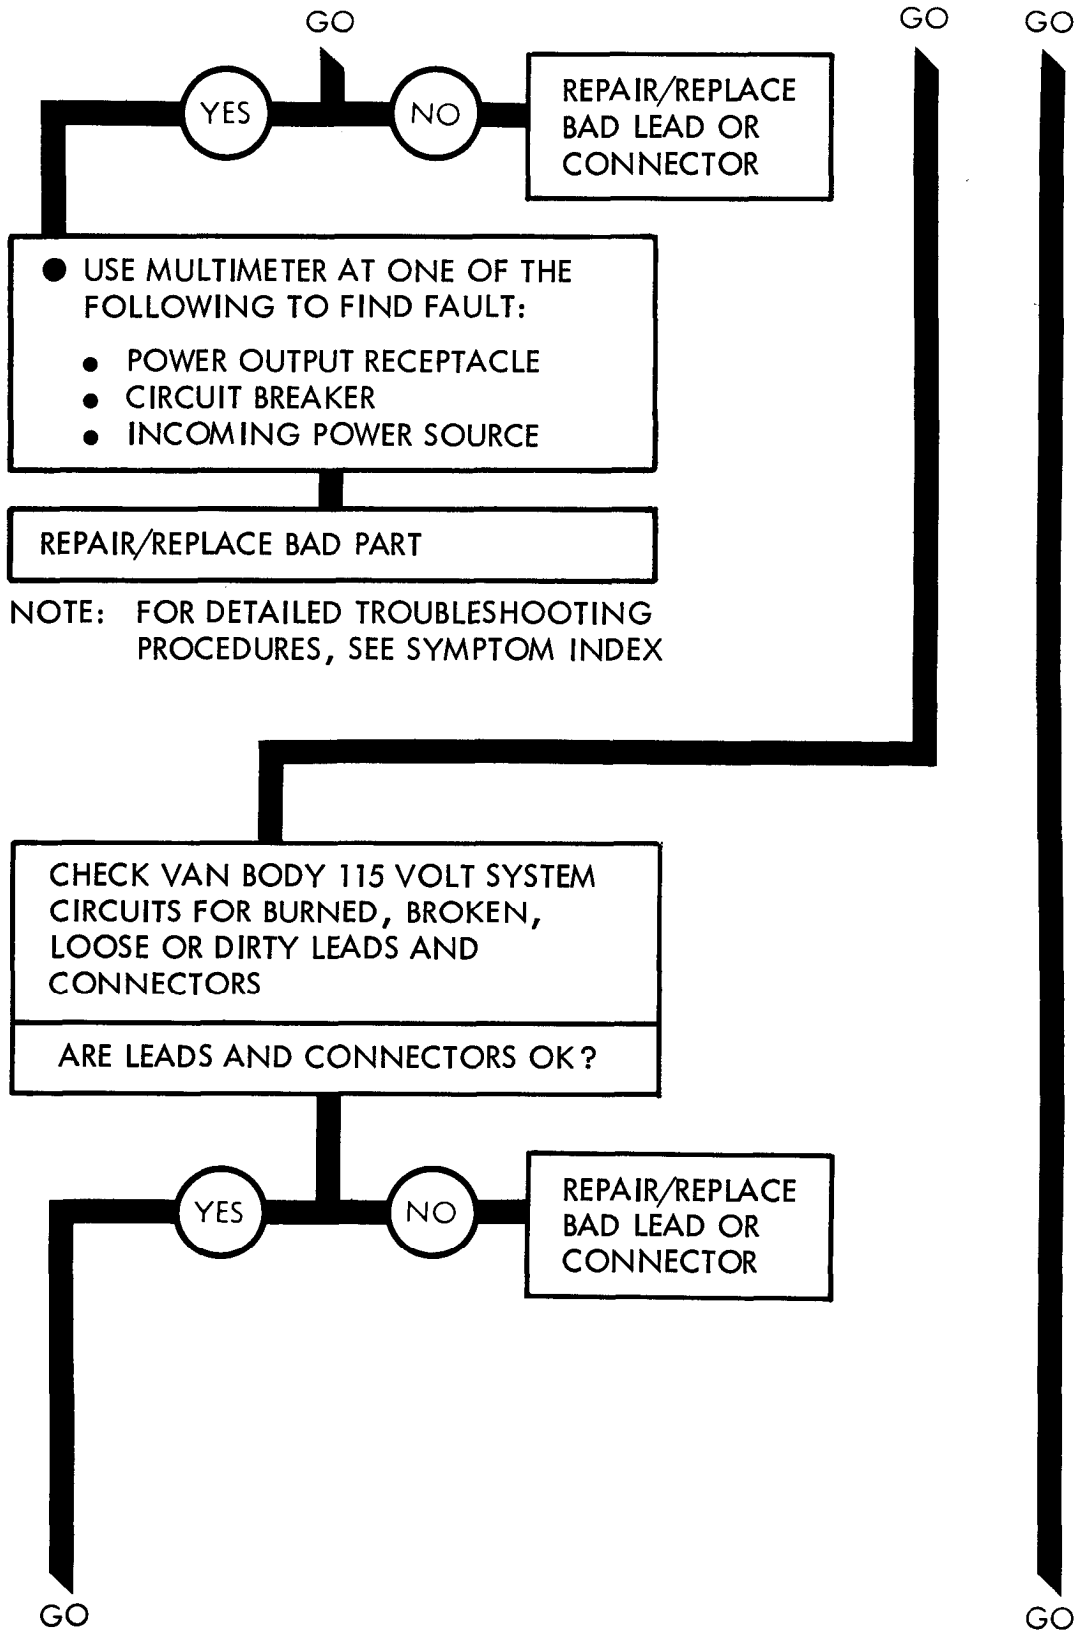 GO
GO
GO
YES
NO
REPAIR/REPLACE
BAD LEAD OR
CONNECTOR
● USE MULTIMETER AT ONE OF THE
FOLLOWING TO FIND FAULT:
● POWER OUTPUT RECEPTACLE
● CIRCUIT BREAKER
● INCOMING POWER SOURCE
REPAIR/REPLACE BAD PART
NOTE: FOR DETAILED TROUBLESHOOTING
PROCEDURES, SEE SYMPTOM INDEX
CHECK VAN BODY 115 VOLT SYSTEM
CIRCUITS FOR BURNED, BROKEN,
LOOSE OR DIRTY LEADS AND
CONNECTORS
ARE LEADS AND CONNECTORS OK?
YES
NO
REPAIR/REPLACE
BAD LEAD OR
CONNECTOR
GO
GO